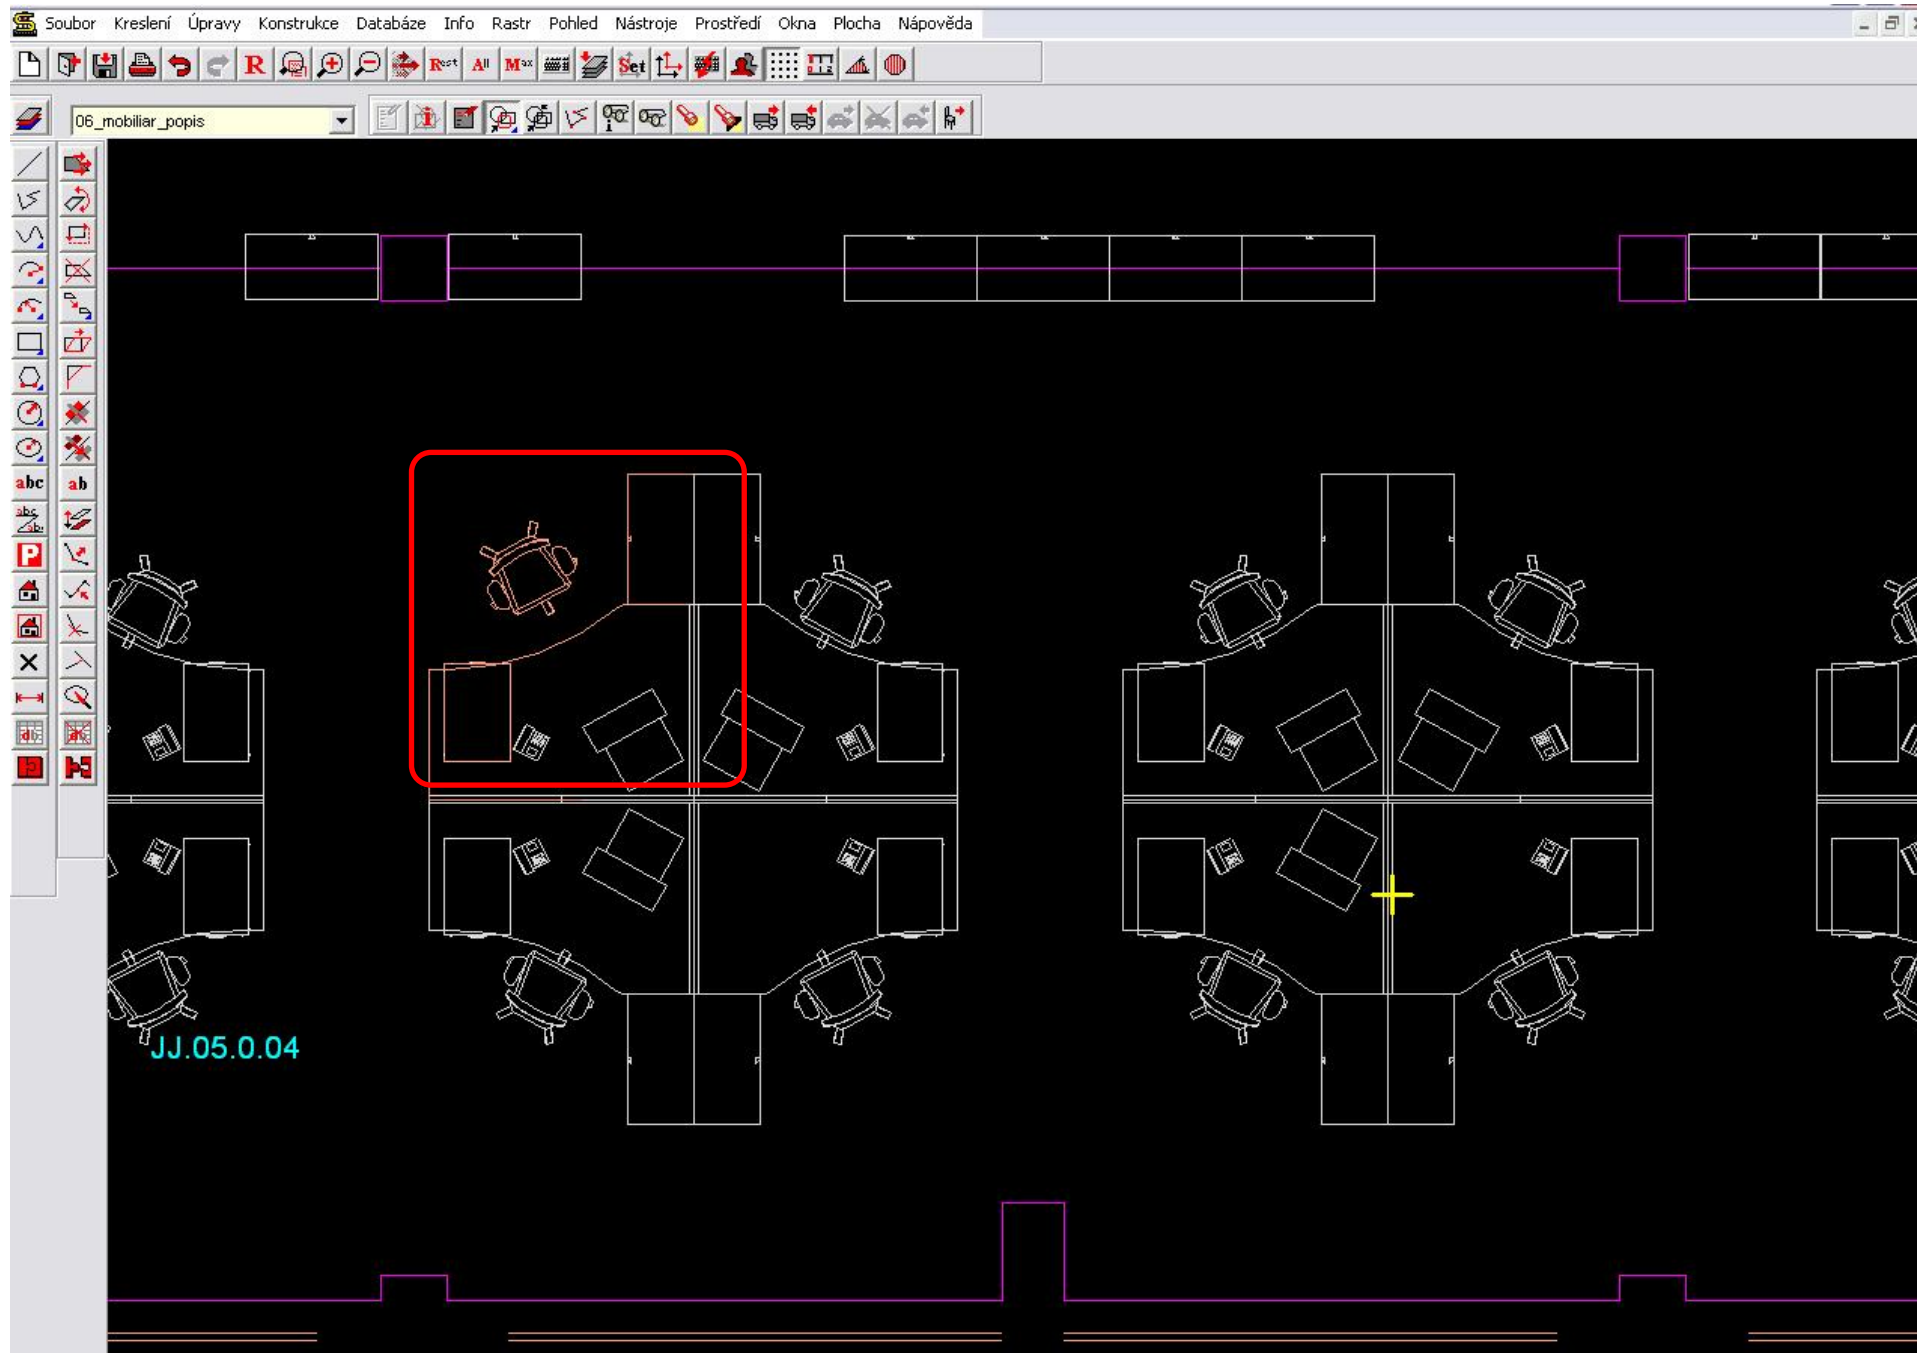 Soubor Kreslení Úpravy Konstrukce Databáze Info Rastr Pohled Nástroje Prostředí Okna Plocha Nápověda
R Rest All Max Set
06_mobiliar_popis
abc ab
P
JJ.05.0.04